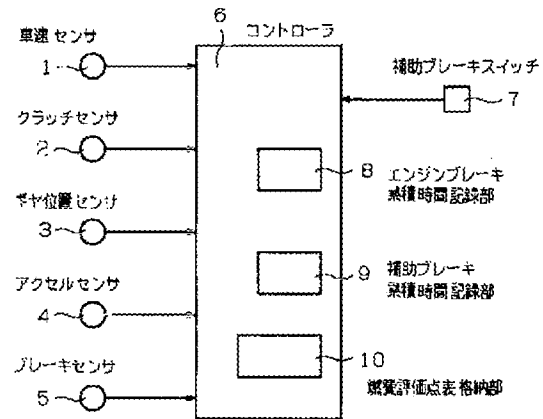 6
コントローラ
車速センサ
1
クラッチセンサ
2
ギヤ位置センサ
3
アクセルセンサ
4
ブレーキセンサ
5
補助ブレーキスイッチ
7
8
エンジンブレーキ
累積時間記録部
9
補助ブレーキ
累積時間記録部
10
燃費評価点表格納部